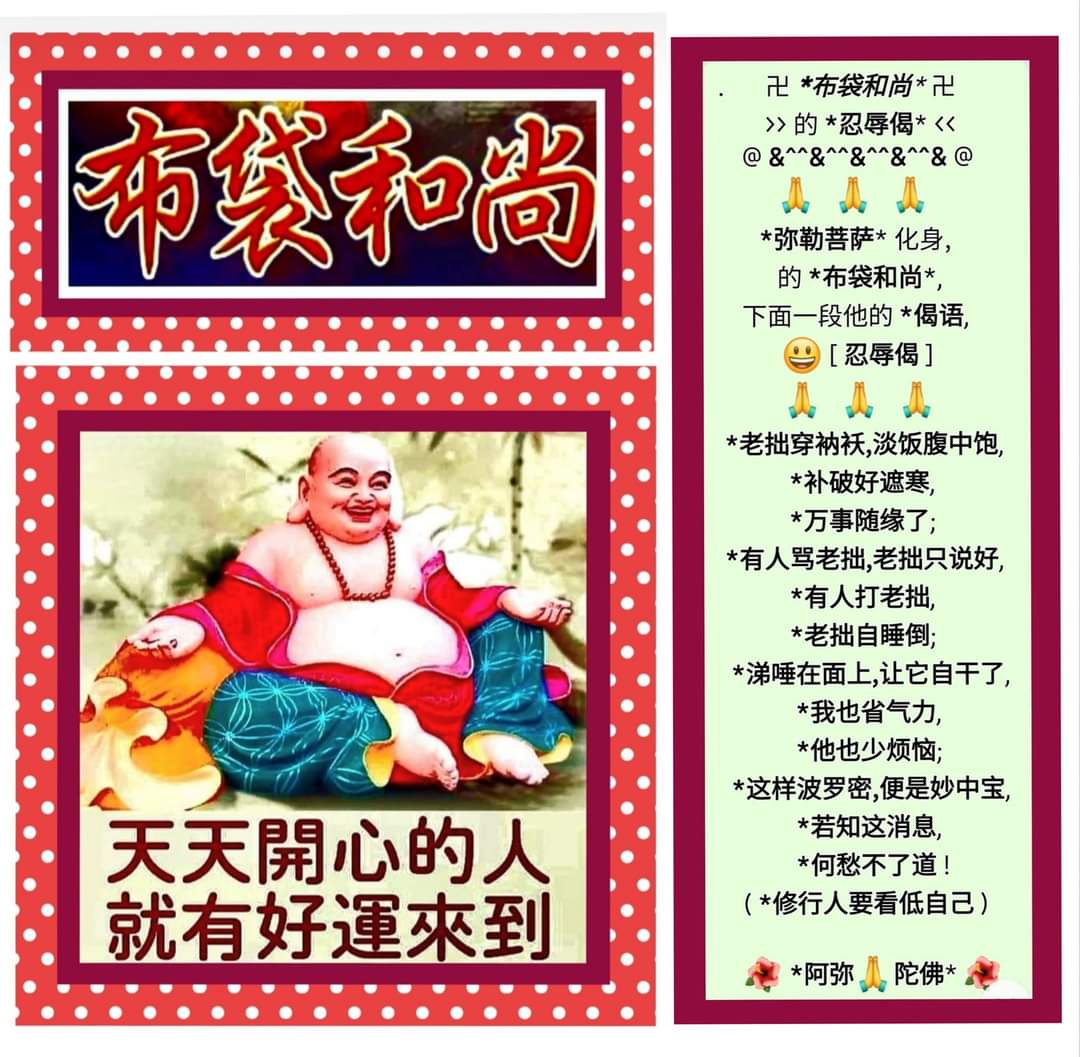 布袋和尚
天天開心的人
就有好運來到
. 卍 *布袋和尚* 卍
>> 的 *忍辱偈* <<
@ &^^&^^&^^&^^& @
🙏 🙏 🙏
*弥勒菩萨* 化身,
的 *布袋和尚*,
下面一段他的 *偈语,
😃 [ 忍辱偈 ]
🙏 🙏 🙏
*老拙穿衲袄,淡饭腹中饱,
*补破好遮寒,
*万事随缘了;
*有人骂老拙,老拙只说好,
*有人打老拙,
*老拙自睡倒;
*涕唾在面上,让它自干了,
*我也省气力,
*他也少烦恼;
*这样波罗密,便是妙中宝,
*若知这消息,
*何愁不了道 !
( *修行人要看低自己 )
🌺 *阿弥🙏陀佛* 🌺